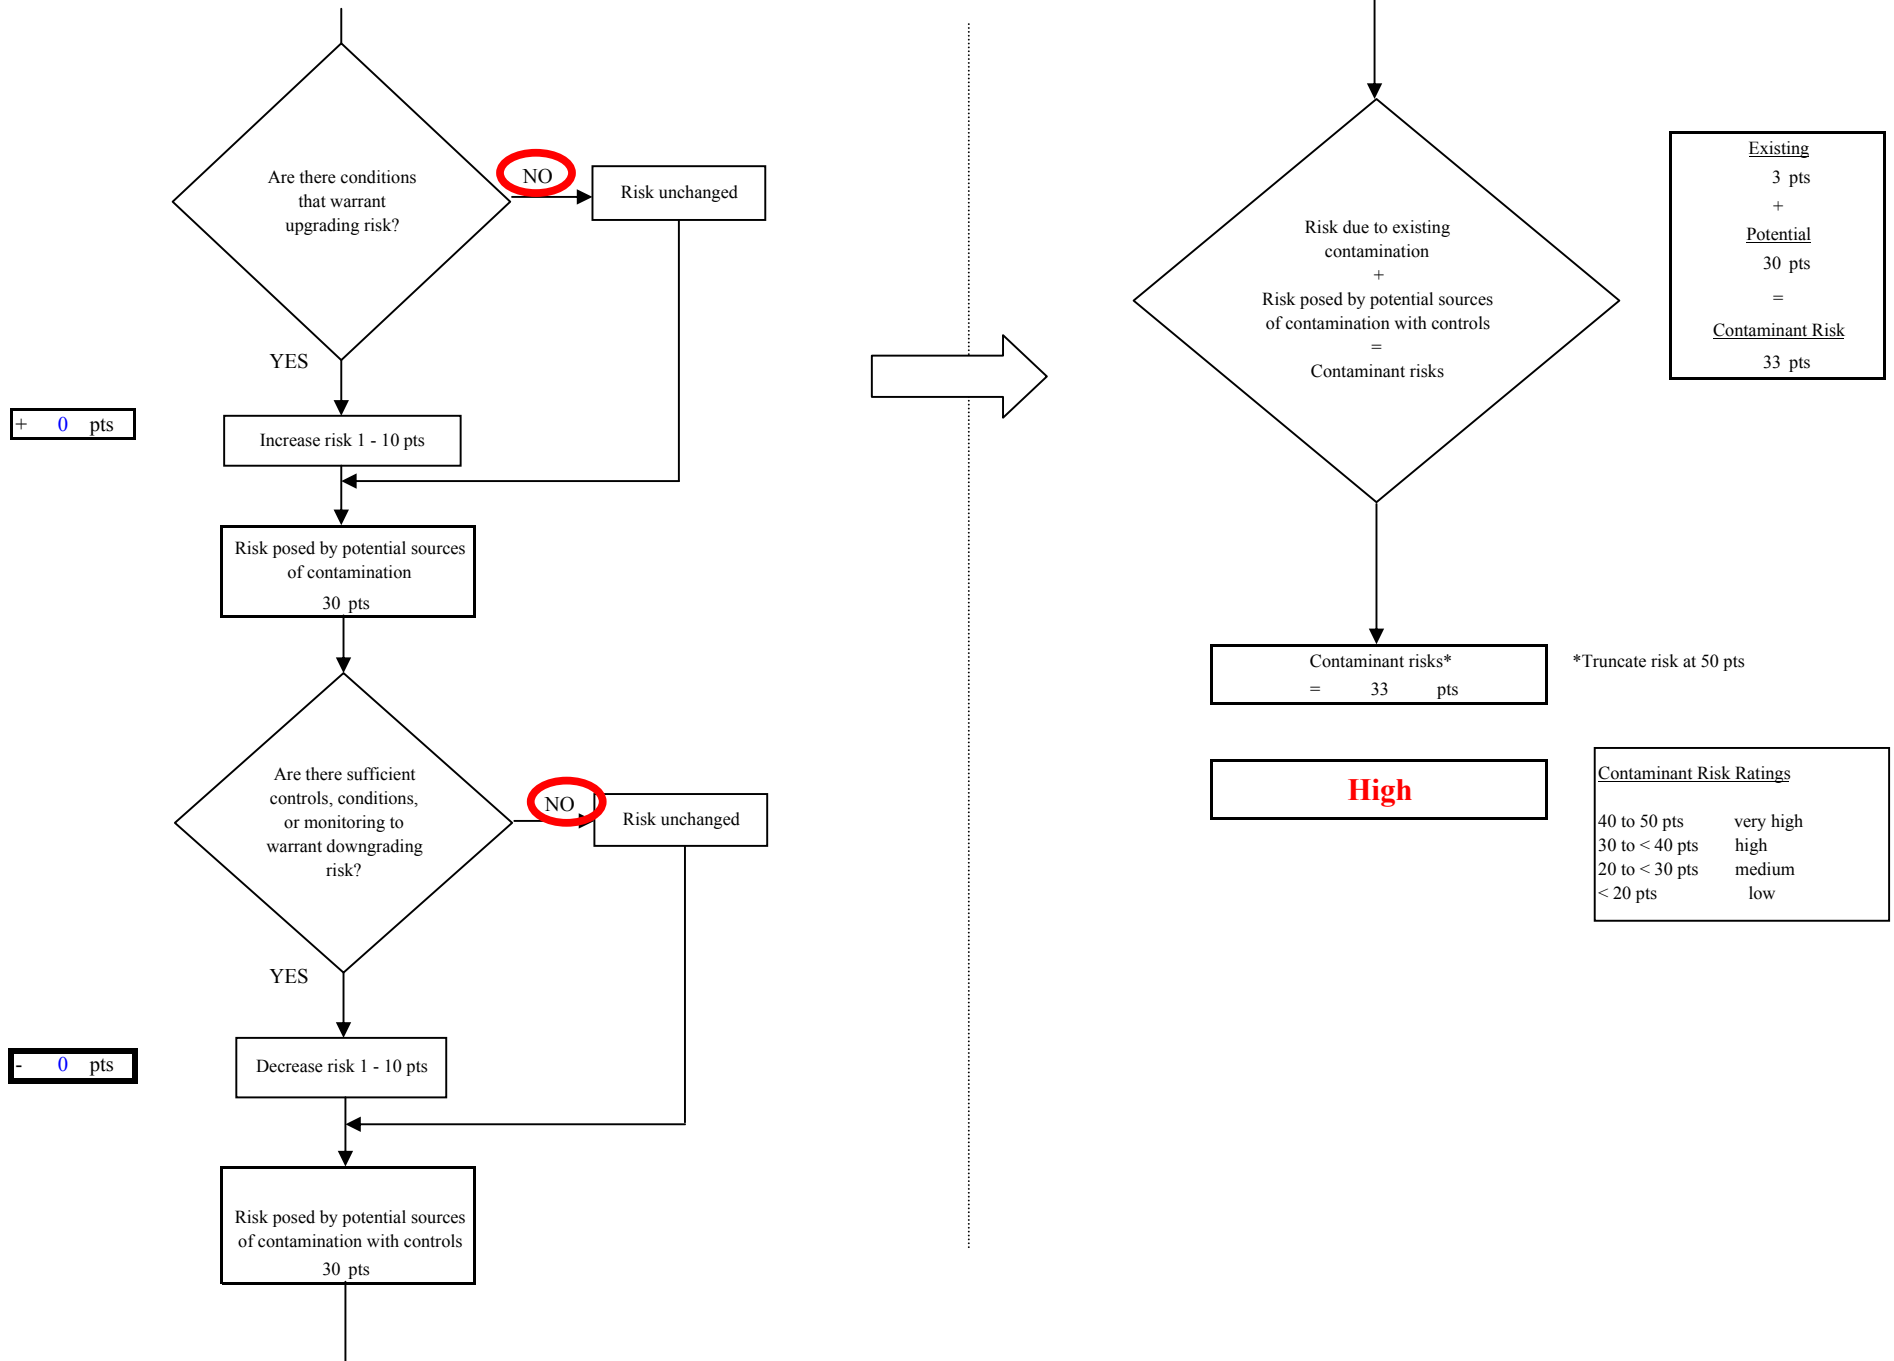 Are there conditions
that warrant
upgrading risk?
NO
Risk unchanged
YES
+ 0 pts
Increase risk 1 - 10 pts
Risk posed by potential sources
of contamination
30 pts
Are there sufficient
controls, conditions,
or monitoring to
warrant downgrading
risk?
NO
Risk unchanged
YES
- 0 pts
Decrease risk 1 - 10 pts
Risk posed by potential sources
of contamination with controls
30 pts
Risk due to existing
contamination
+
Risk posed by potential sources
of contamination with controls
=
Contaminant risks
Existing
3 pts
+
Potential
30 pts
=
Contaminant Risk
33 pts
Contaminant risks*
= 33 pts
*Truncate risk at 50 pts
High
Contaminant Risk Ratings
40 to 50 pts very high
30 to < 40 pts high
20 to < 30 pts medium
< 20 pts low